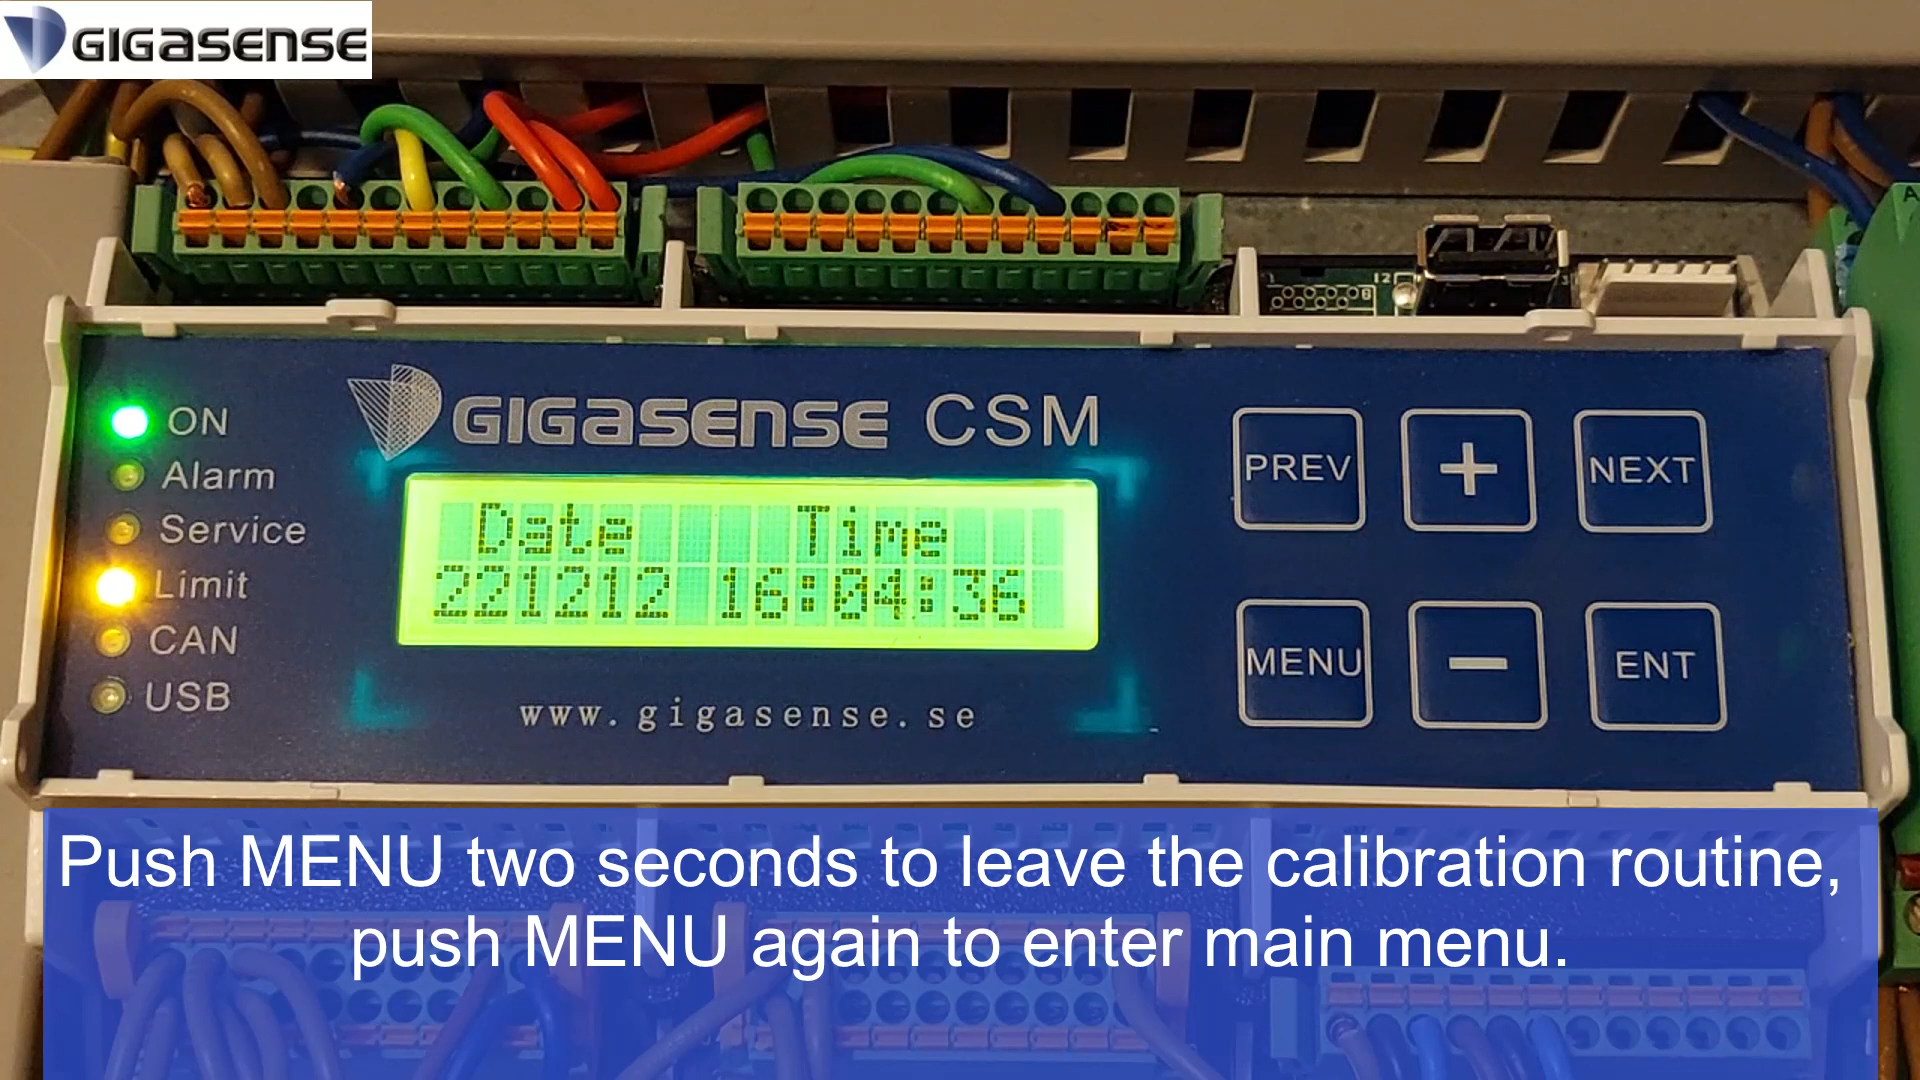 GIGASENSE
GIGASENSE CSM
ON
Alarm
Service
Limit
CAN
USB
Date Time
221212 16:04:36
www.gigasense.se
PREV + NEXT
MENU - ENT
Push MENU two seconds to leave the calibration routine,
push MENU again to enter main menu.